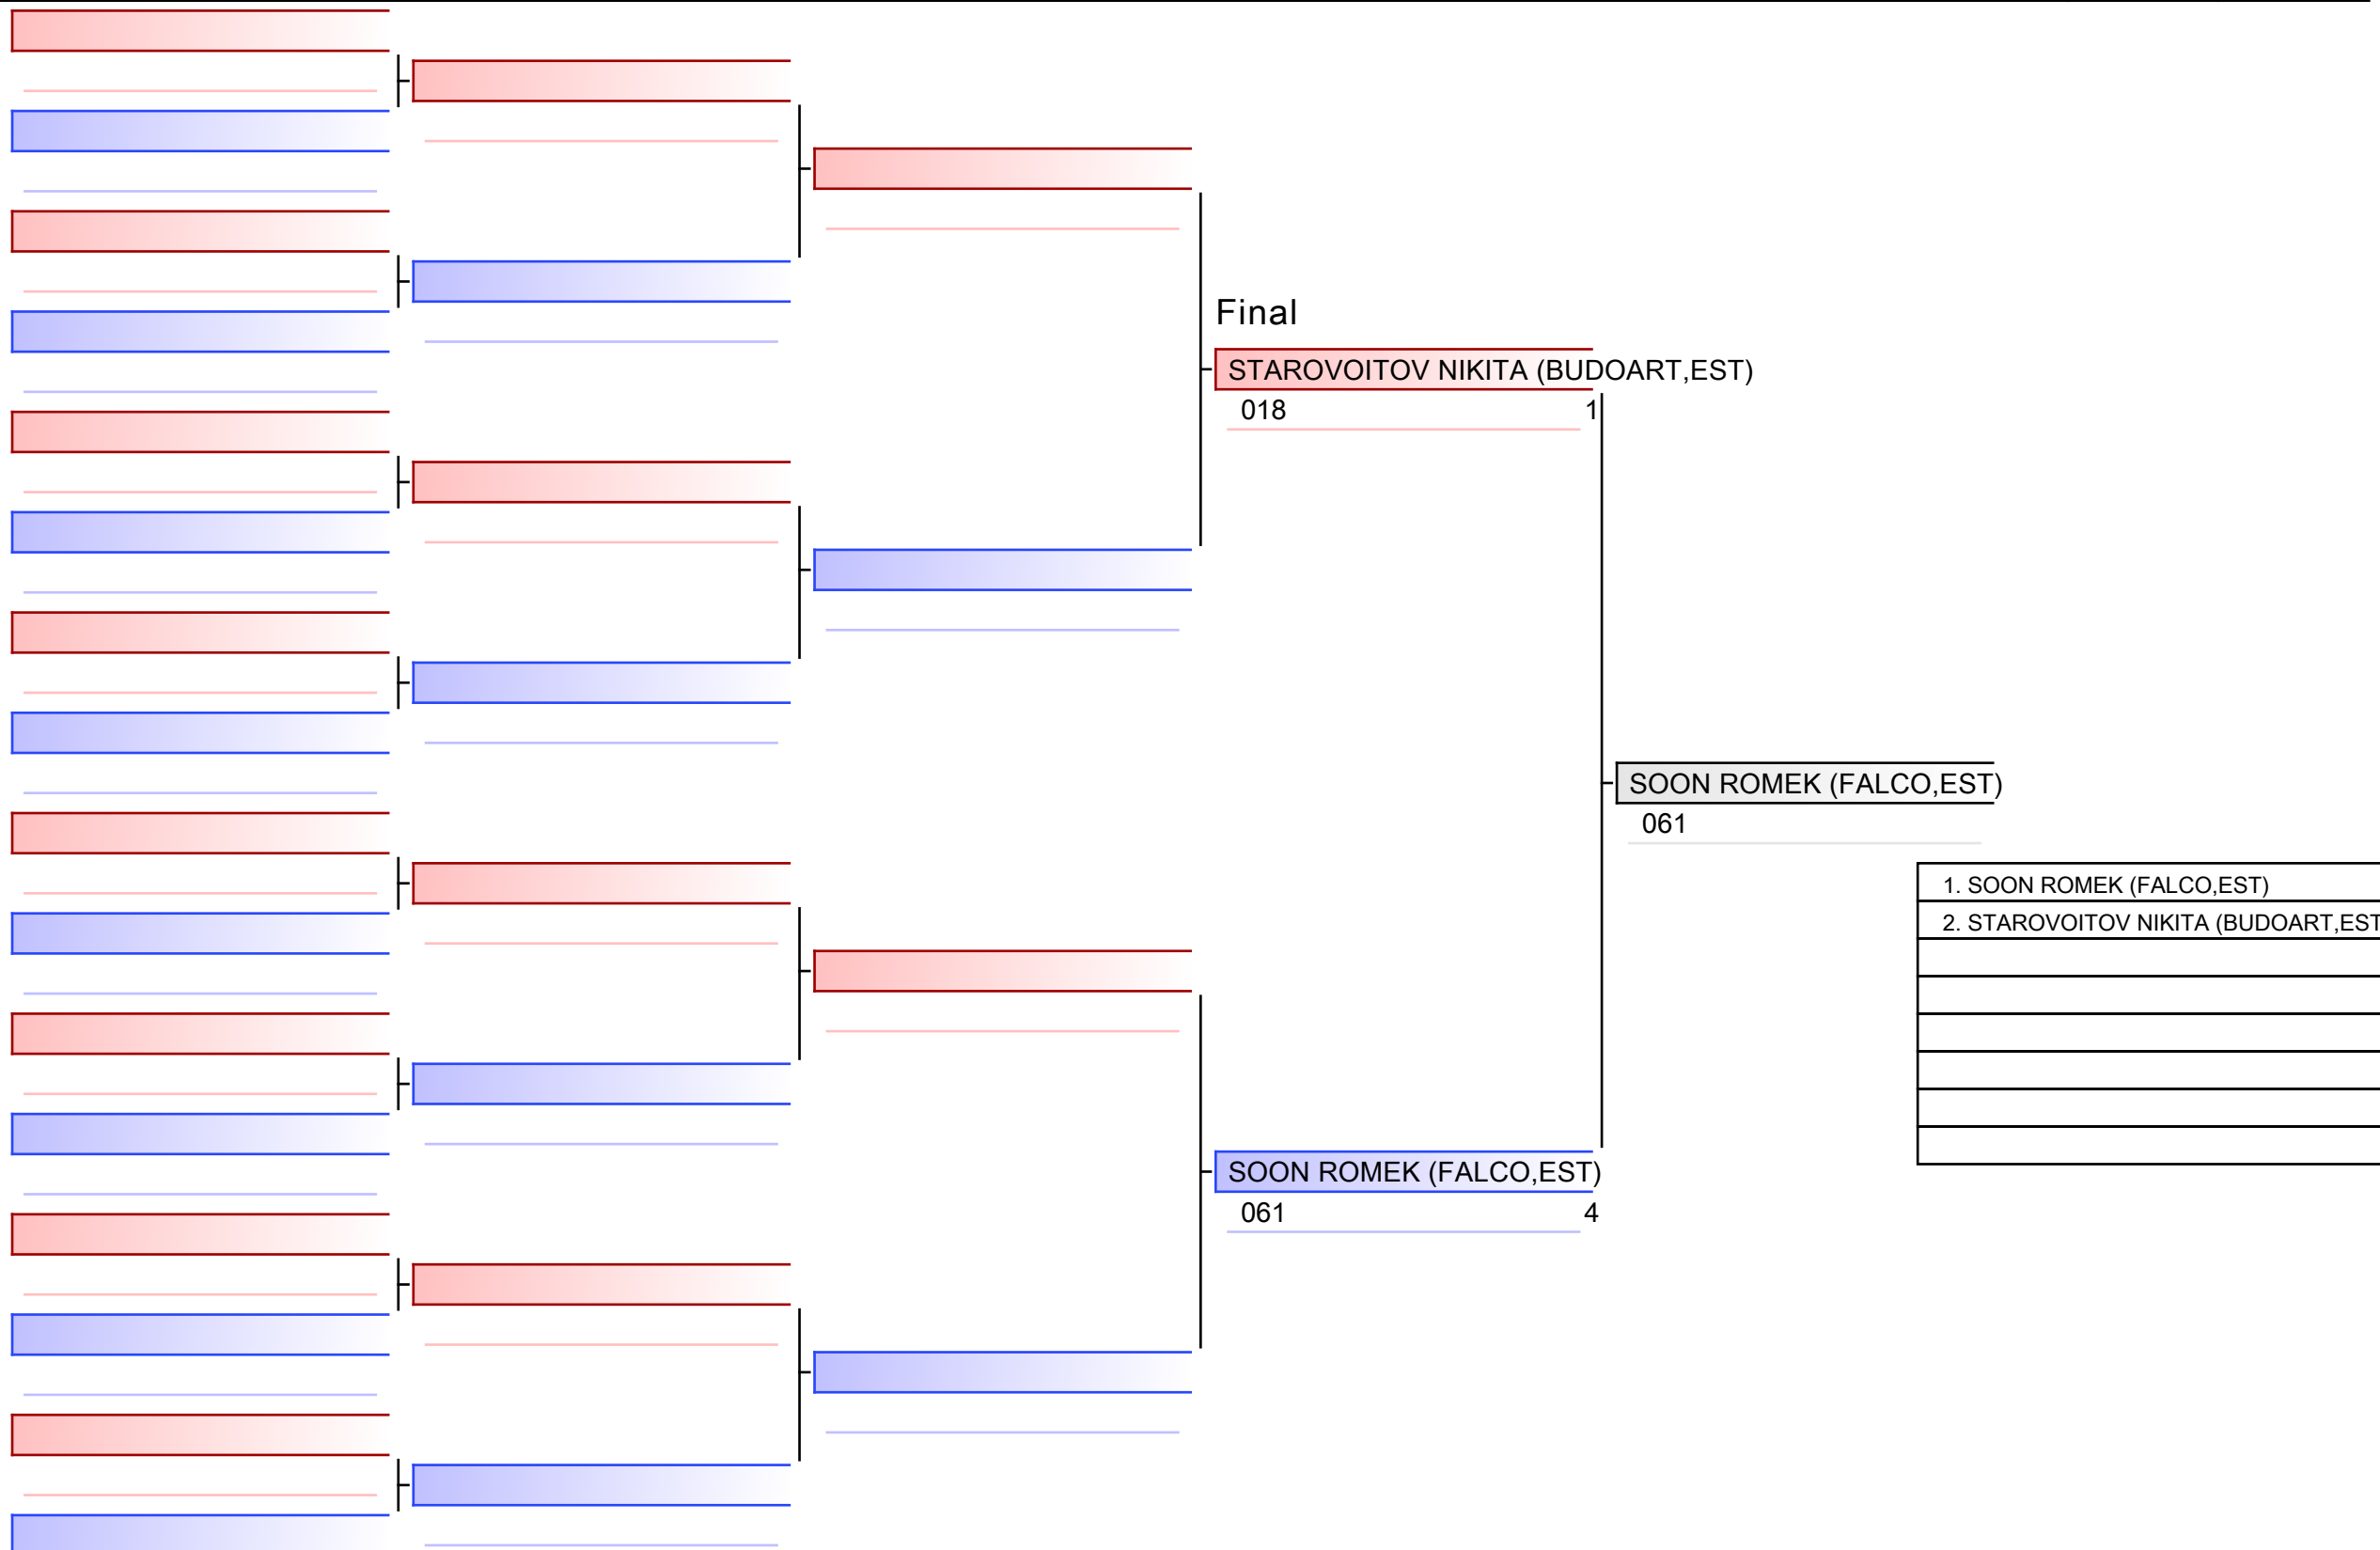 Final
STAROVOITOV NIKITA (BUDOART,EST)
018 1
SOON ROMEK (FALCO,EST)
061
1. SOON ROMEK (FALCO,EST)
2. STAROVOITOV NIKITA (BUDOART,EST
SOON ROMEK (FALCO,EST)
061 4